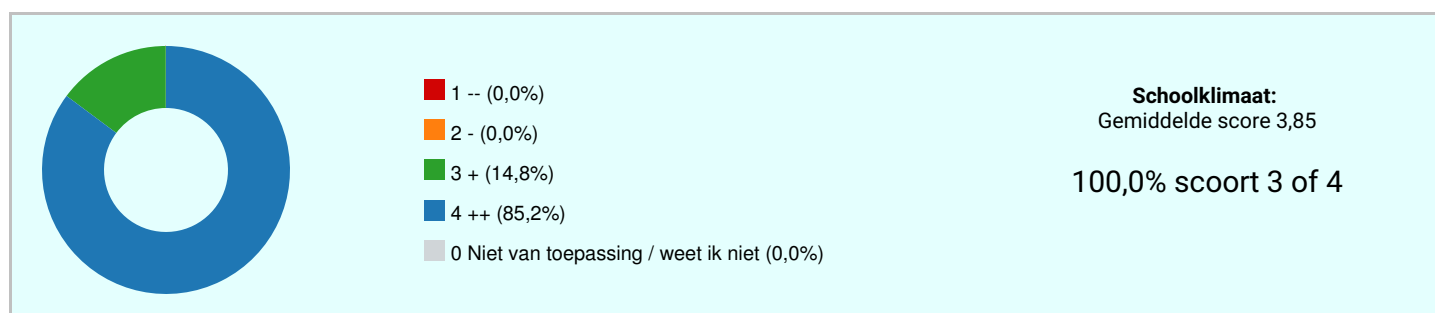 1 -- (0,0%)
2 - (0,0%)
3 + (14,8%)
4 ++ (85,2%)
0 Niet van toepassing / weet ik niet (0,0%)
Schoolklimaat:
Gemiddelde score 3,85
100,0% scoort 3 of 4